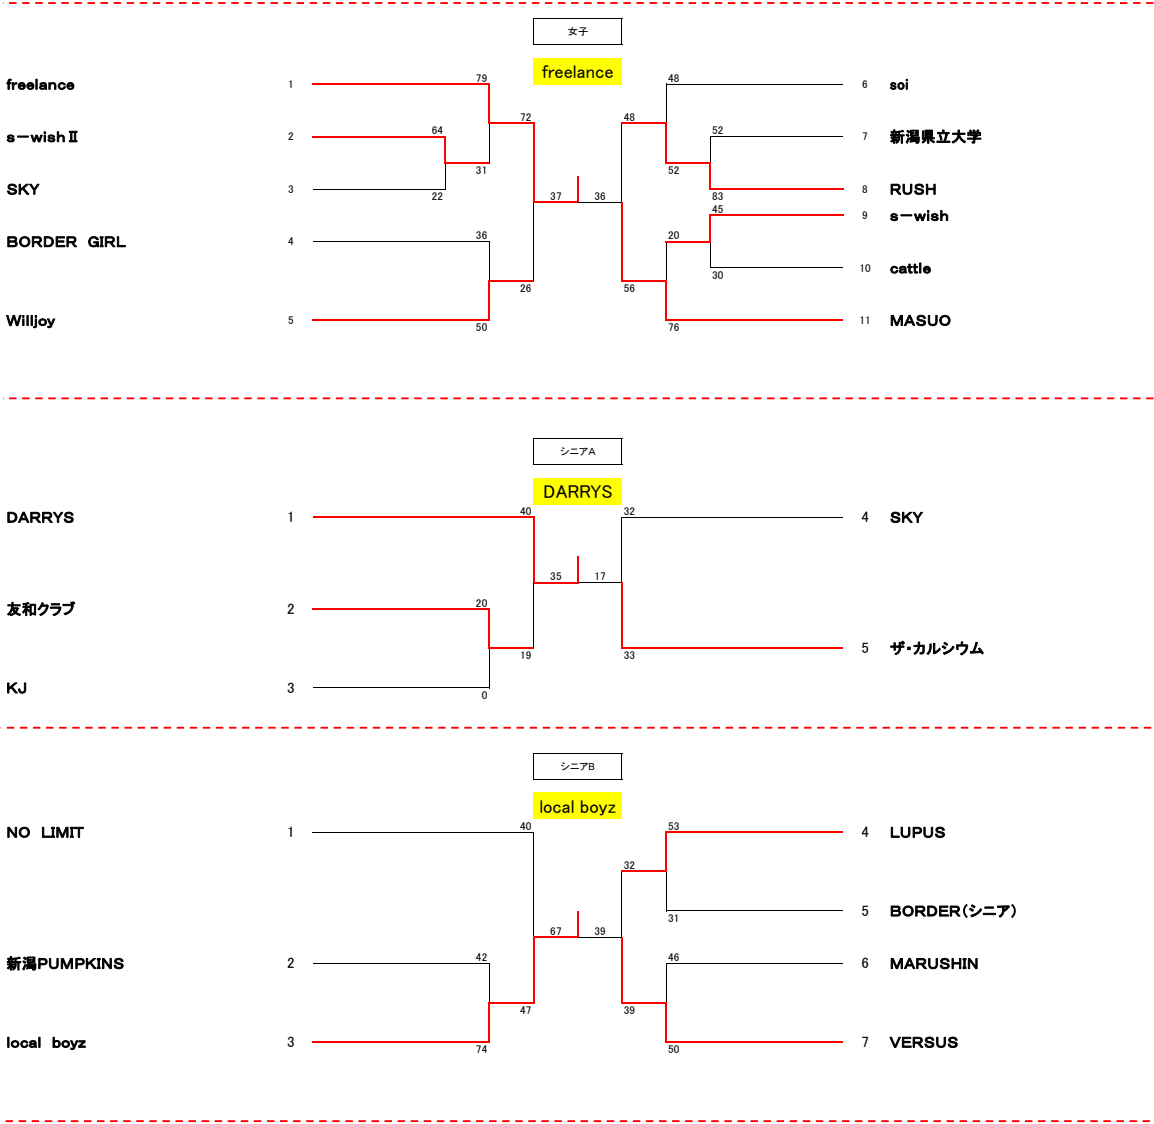 女子
freelance
freelance 1 79 48 6 soi
72 48
s－wishⅡ 2 64 52 7 新潟県立大学
31 52
SKY 3 22 83 8 RUSH
37 36
45 9 s－wish
BORDER　GIRL 4 36 20
30 10 cattle
26 56
Willjoy 5 50 76 11 MASUO
シニアA
DARRYS
DARRYS 1 40 32 4 SKY
35 17
友和クラブ 2 20
19 33 5 ザ・カルシウム
KJ 3 0
シニアB
local boyz
NO　LIMIT 1 40 53 4 LUPUS
32
31 5 BORDER（シニア）
67 39
新潟PUMPKINS 2 42 46 6 MARUSHIN
47 39
local　boyz 3 74 50 7 VERSUS